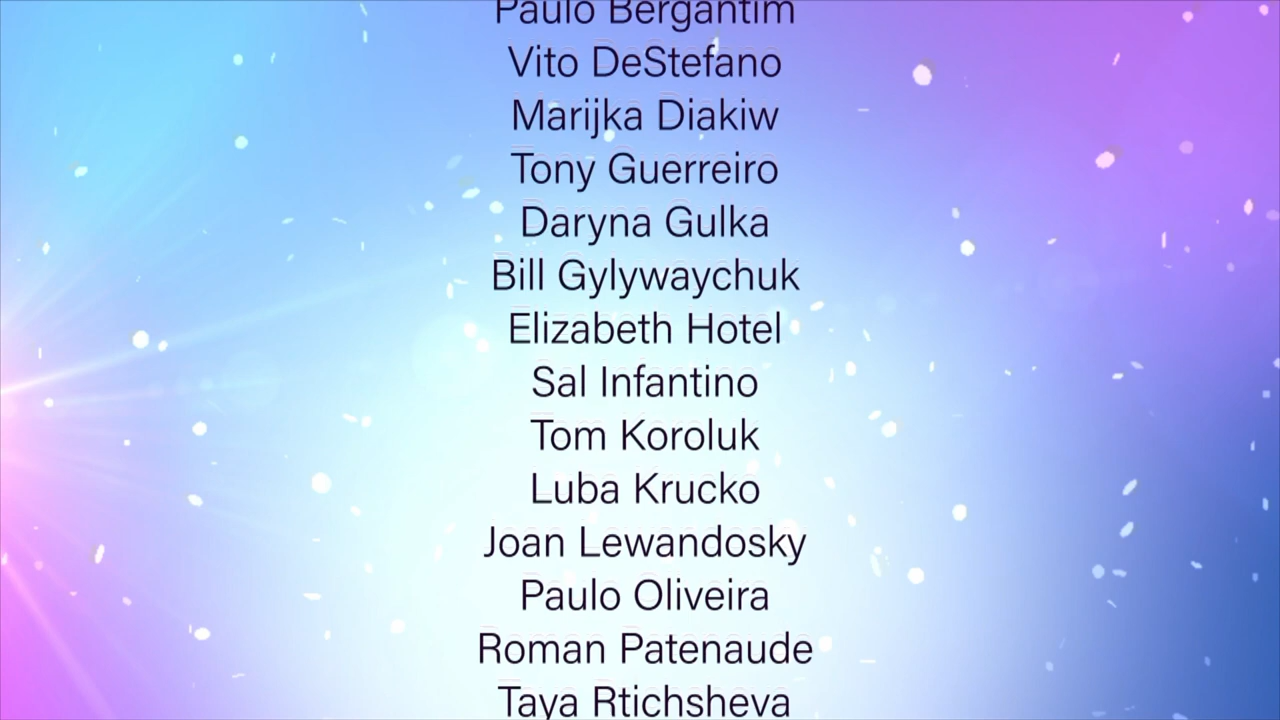 Paulo Bergantim
Vito DeStefano
Marijka Diakiw
Tony Guerreiro
Daryna Gulka
Bill Gylywaychuk
Elizabeth Hotel
Sal Infantino
Tom Koroluk
Luba Krucko
Joan Lewandosky
Paulo Oliveira
Roman Patenaude
Taya Rtichsheva